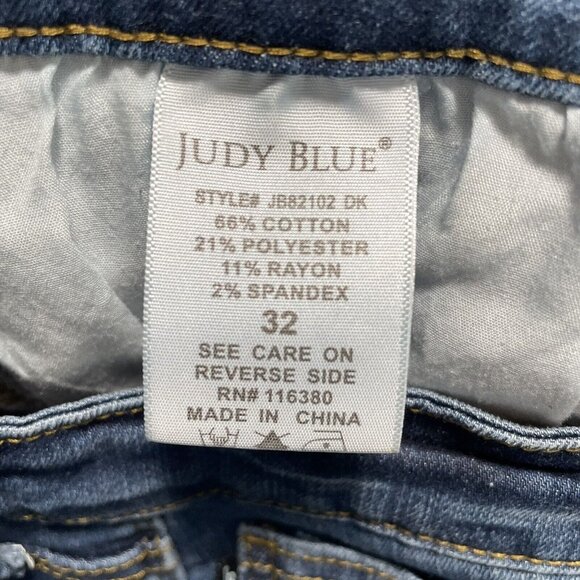 JUDY BLUE®
STYLE# JB82102 DK
66% COTTON
21% POLYESTER
11% RAYON
2% SPANDEX
32
SEE CARE ON
REVERSE SIDE
RN# 116380
MADE IN CHINA